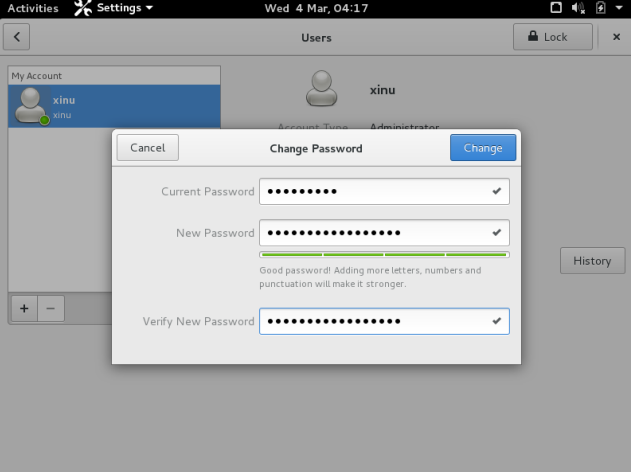 Activities
Settings
Wed 4 Mar, 04:17
Users
Lock
My Account
xinu
xinu
xinu
Account Type
Administrator
Cancel
Change Password
Change
Current Password
New Password
Good password! Adding more letters, numbers and
punctuation will make it stronger.
Verify New Password
History